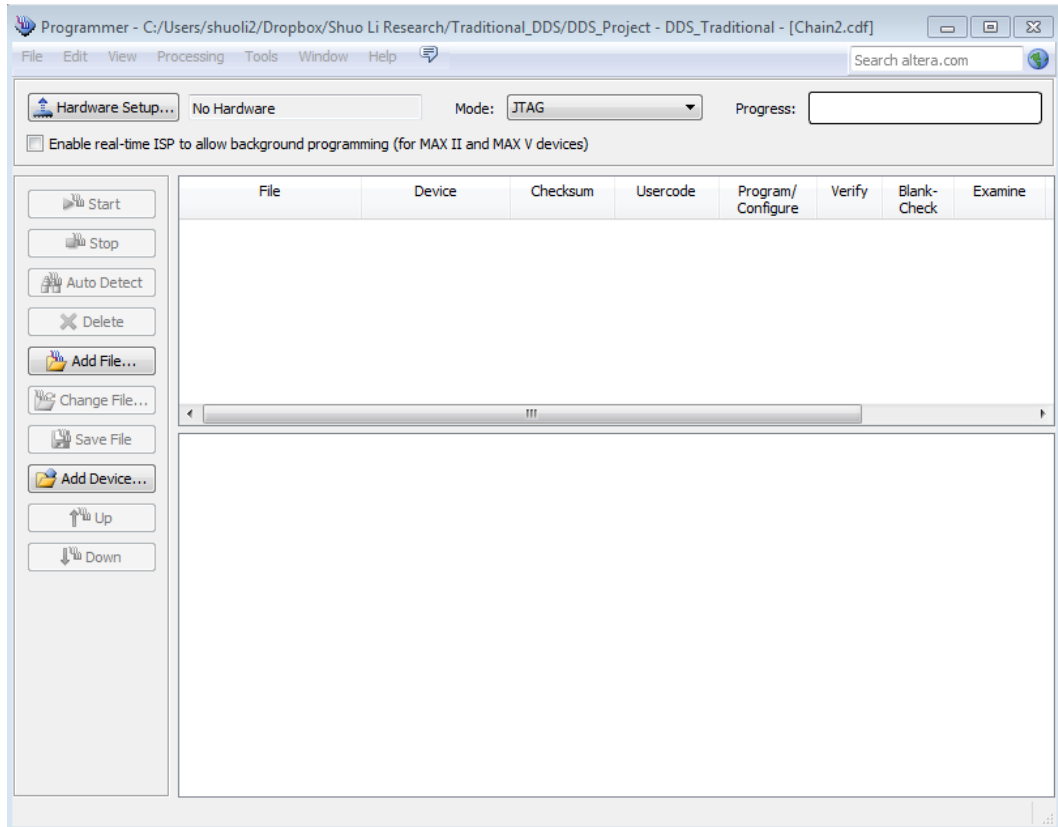 Programmer - C:/Users/shuoli2/Dropbox/Shuo Li Research/Traditional_DDS/DDS_Project - DDS_Traditional - [Chain2.cdf]
File Edit View Processing Tools Window Help Search altera.com
Hardware Setup... No Hardware Mode: JTAG Progress:
Enable real-time ISP to allow background programming (for MAX II and MAX V devices)
File Device Checksum Usercode Program/ Verify Blank- Examine
Configure Check
Start
Stop
Auto Detect
Delete
Add File...
Change File...
Save File
Add Device...
Up
Down